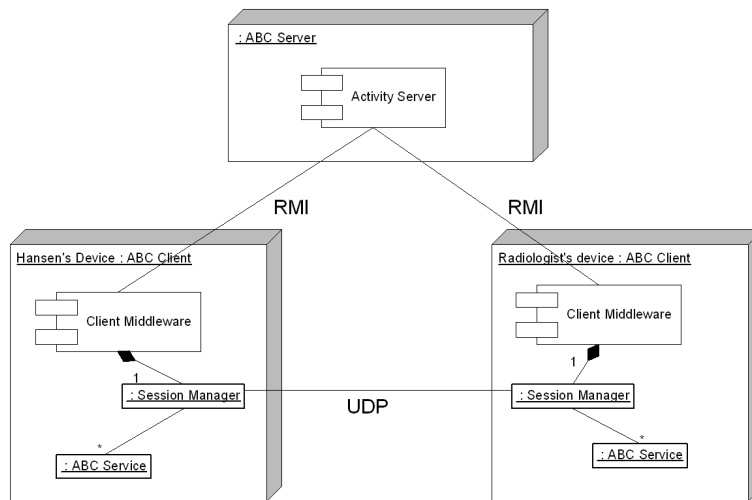 : ABC Server
Activity Server
RMI
RMI
Hansen's Device : ABC Client
Client Middleware
1
: Session Manager
*
: ABC Service
UDP
Radiologist's device : ABC Client
Client Middleware
1
: Session Manager
*
: ABC Service